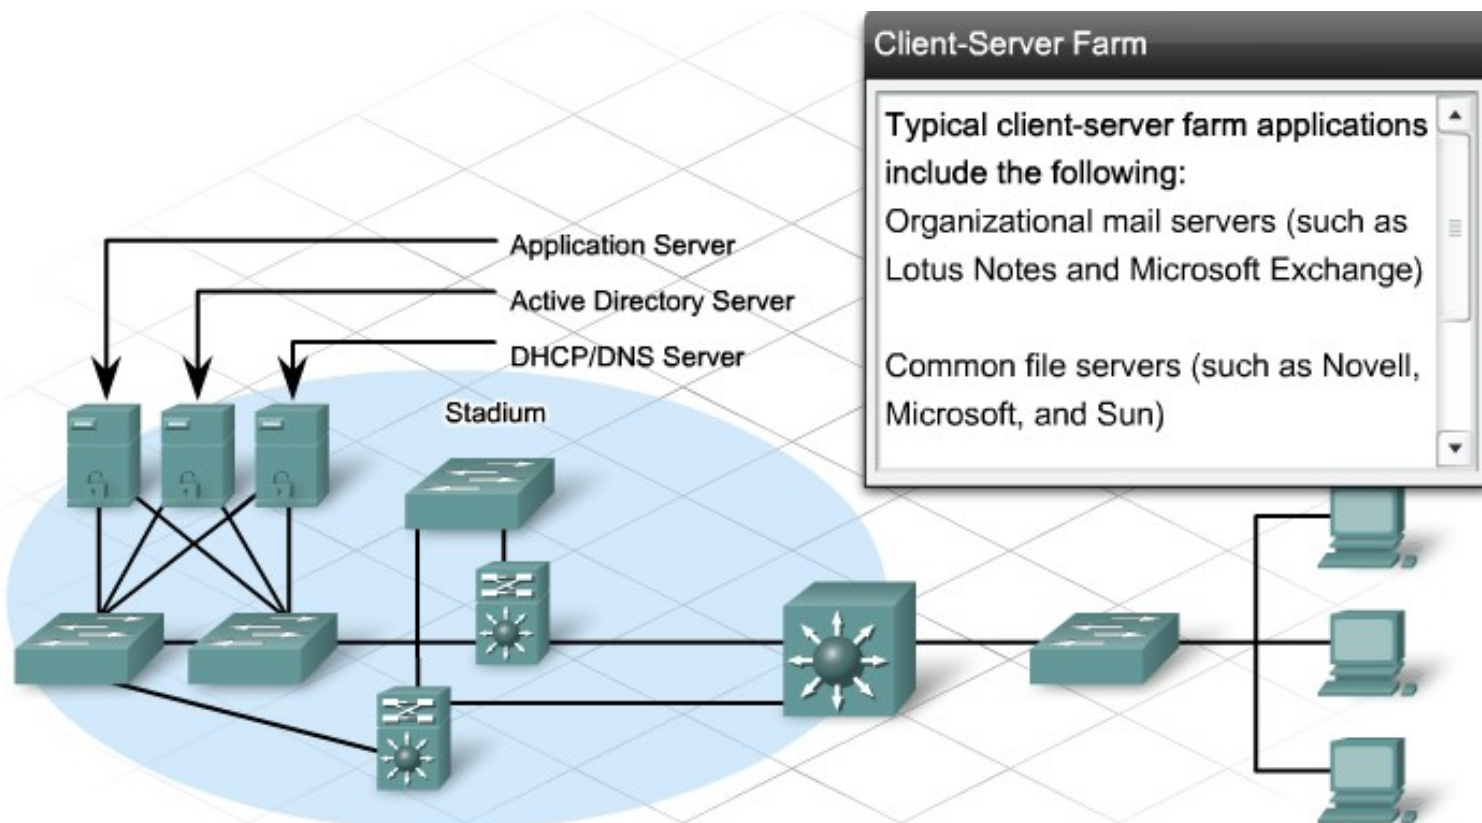 Client-Server Farm
Typical client-server farm applications
include the following:
Organizational mail servers (such as
Lotus Notes and Microsoft Exchange)
Common file servers (such as Novell,
Microsoft, and Sun)
Application Server
Active Directory Server
DHCP/DNS Server
Stadium